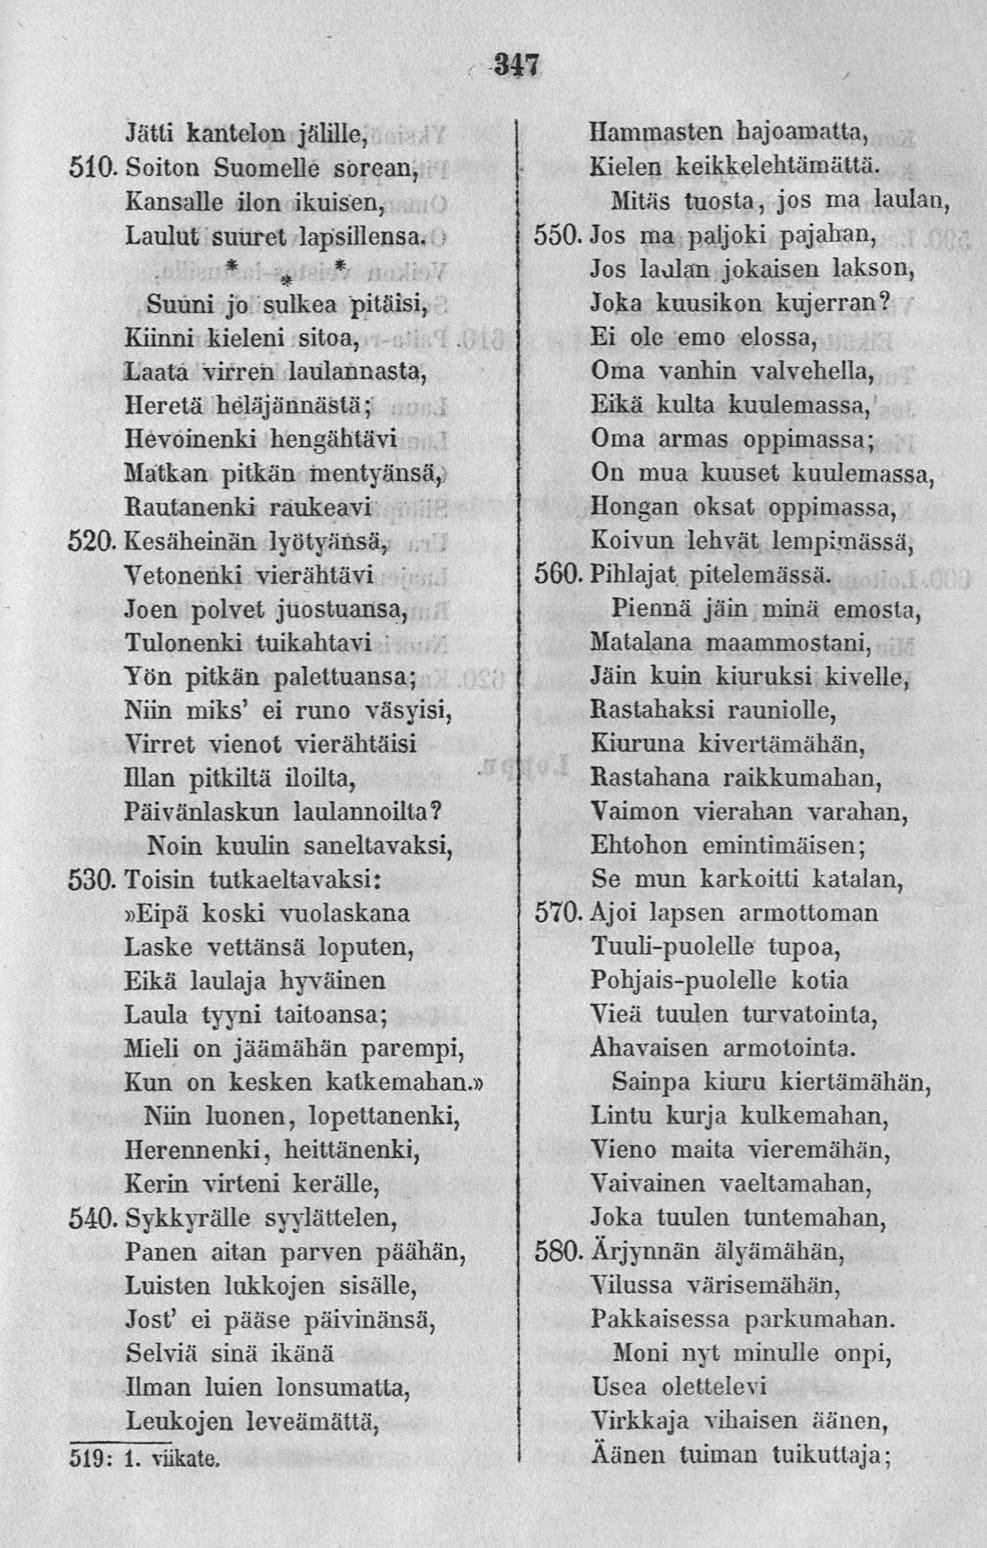 347
Jätti kantelon jälille,
510. Soiton Suomelle sorean,
Kansalle ilon ikuisen,
Laulut suuret lapsillensa.
* * *
Suuni jo sulkea pitäisi,
Kiinni kieleni sitoa,
Laata virren laulannasta,
Heretä heläjännästä;
Hevoinenki hengähtävi
Matkan pitkän mentyänsä,
Rautanenki raukeavi
520. Kesäheinän lyötyänsä,
Vetonenki vierähtävi
Joen polvet juostuansa,
Tulonenki tuikahtavi
Yön pitkän palettuansa;
Niin miks' ei runo väsyisi,
Virret vienot vierähtäisi
Illan pitkiltä iloilta,
Päivänlaskun laulannoilta?
Noin kuulin saneltavaksi,
530. Toisin tutkaeltavaksi:
»Eipä koski vuolaskana
Laske vettänsä loputen,
Eikä laulaja hyväinen
Laula tyyni taitoansa;
Mieli on jäämähän parempi,
Kun on kesken katkemahan.»
Niin luonen, lopettanenki,
Herennenki, heittänenki,
Kerin virteni kerälle,
540. Sykkyrälle syylättelen,
Panen aitan parven päähän,
Luisten lukkojen sisälle,
Jost' ei pääse päivinänsä,
Selviä sinä ikänä
Ilman luien lonsumatta,
Leukojen leveämättä,
519: 1. viikate.
Hammasten hajoamatta,
Kielen keikkelehtämättä.
Mitäs tuosta, jos ma laulan,
550. Jos ma paljoki pajahan,
Jos laulan jokaisen lakson,
Joka kuusikon kujerran?
Ei ole emo elossa,
Oma vanhin valvehella,
Eikä kulta kuulemassa,
Oma armas oppimassa;
On mua kuuset kuulemassa,
Hongan oksat oppimassa,
Koivun lehvät lempimässä,
560. Pihlajat pitelemässä.
Piennä jäin minä emosta,
Matalana maammostani,
Jäin kuin kiuruksi kivelle,
Rastahaksi rauniolle,
Kiuruna kivertämähän,
Rastahana raikkumahan,
Vaimon vierahan varahan,
Ehtohon emintimäisen;
Se mun karkoitti katalan,
570. Ajoi lapsen armottoman
Tuuli-puolelle tupoa,
Pohjais-puolelle kotia
Vieä tuulen turvatointa,
Ahavaisen armotointa.
Sainpa kiuru kiertämähän,
Lintu kurja kulkemahan,
Vieno maita vieremähän,
Vaivainen vaeltamahan,
Joka tuulen tuntemahan,
580. Ärjynnän älyämähän,
Vilussa värisemähän,
Pakkaisessa parkumahan.
Moni nyt minulle onpi,
Usea olettelevi
Virkkaja vihaisen äänen,
Äänen tuiman tuikuttaja;